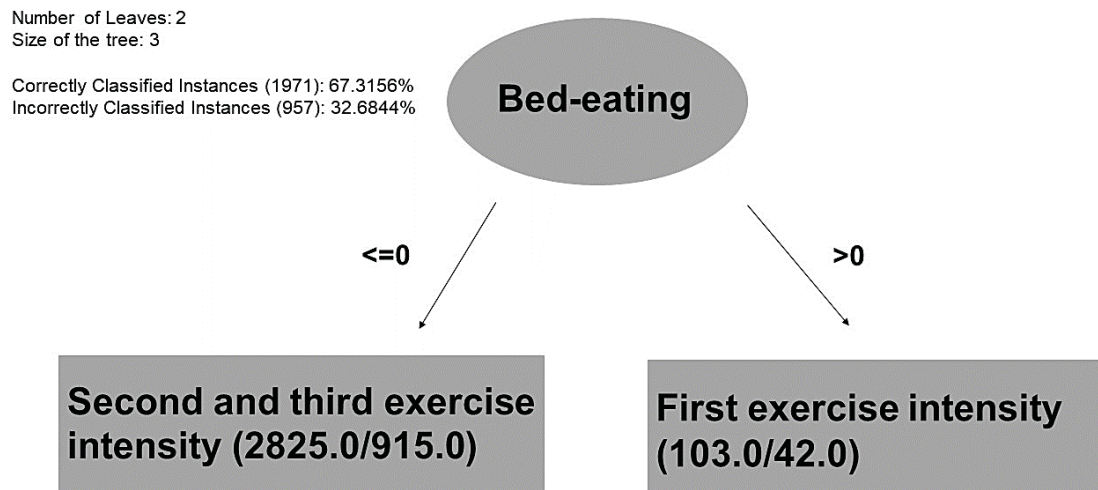 Number of Leaves: 2
Size of the tree: 3
Correctly Classified Instances (1971): 67.3156%
Incorrectly Classified Instances (957): 32.6844%
Bed-eating
<=0
>0
Second and third exercise
intensity (2825.0/915.0)
First exercise intensity
(103.0/42.0)